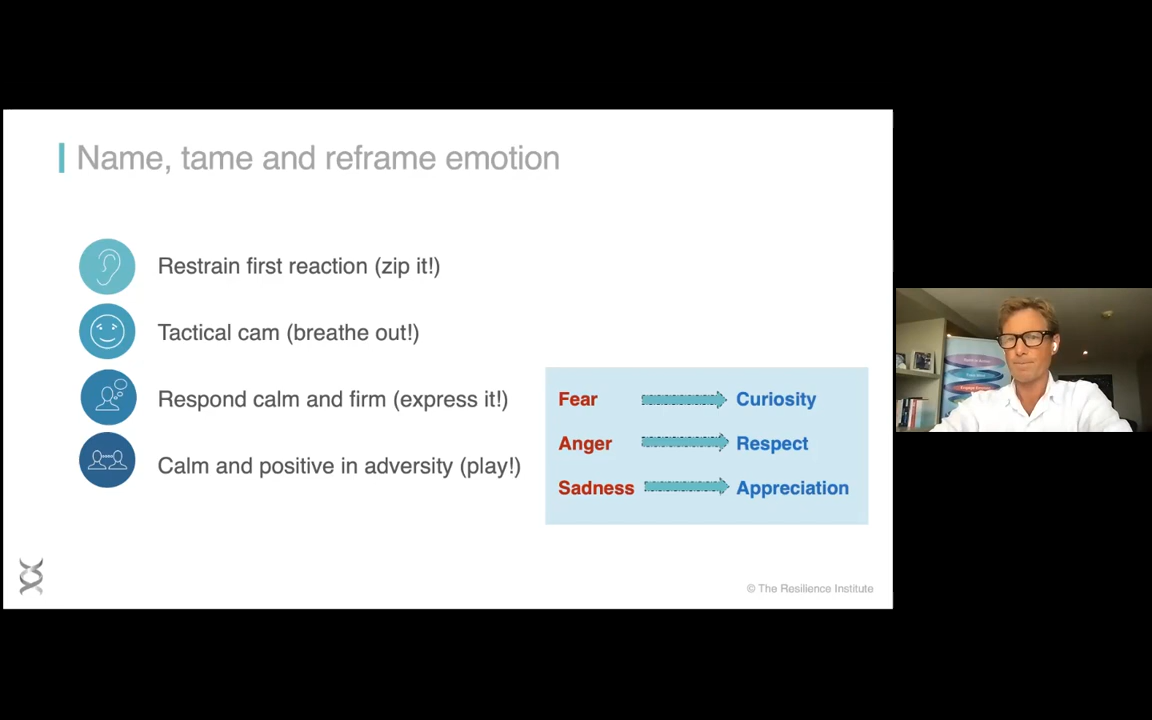 Name, tame and reframe emotion
Restrain first reaction (zip it!)
Tactical cam (breathe out!)
Respond calm and firm (express it!)
Calm and positive in adversity (play!)
Fear Curiosity
Anger Respect
Sadness Appreciation
© The Resilience Institute